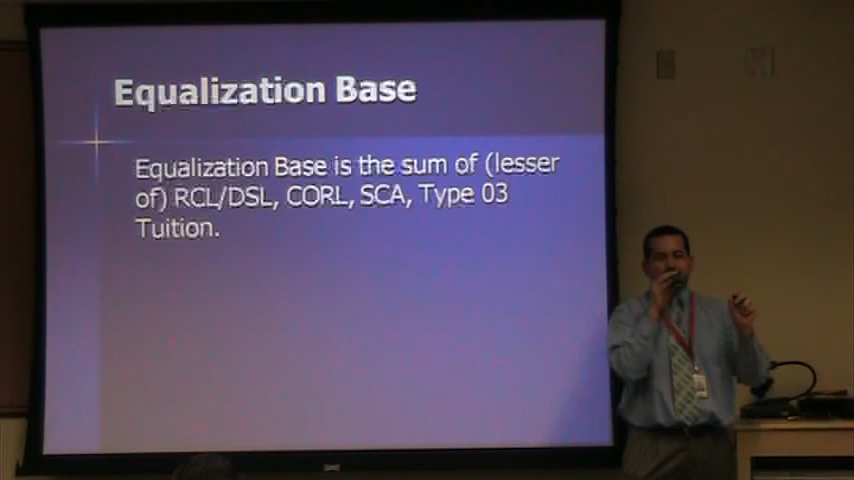 Equalization Base
Equalization Base is the sum of (lesser
of) RCL/DSL, CORL, SCA, Type 03
Tuition.